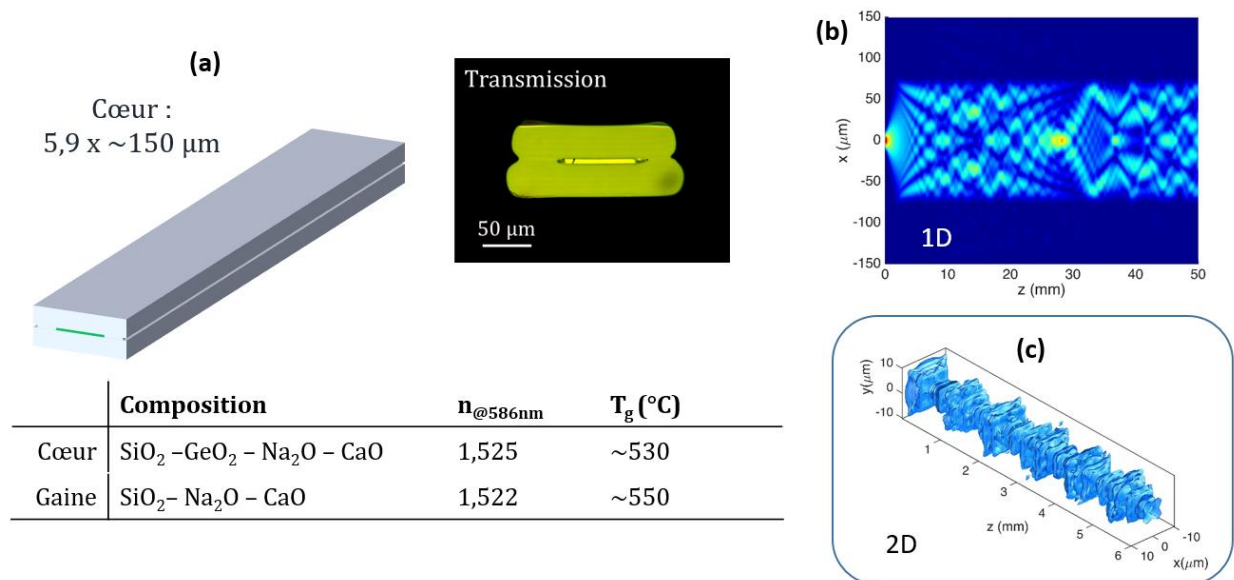 (a)
Cœur :
5,9 x ~150 µm
Transmission
50 µm
Composition n@586nm Tg (°C)
Cœur SiO2 –GeO2 – Na2O – CaO 1,525 ~530
Gaine SiO2– Na2O – CaO 1,522 ~550
(b)
150
100
50
0
-50
-100
-150
x (µm)
1D
0 10 20 30 40 50
z (mm)
(c)
10
0
-10
y(µm)
1
2
3
4
5
6
z (mm)
10
0
-10
x(µm)
2D